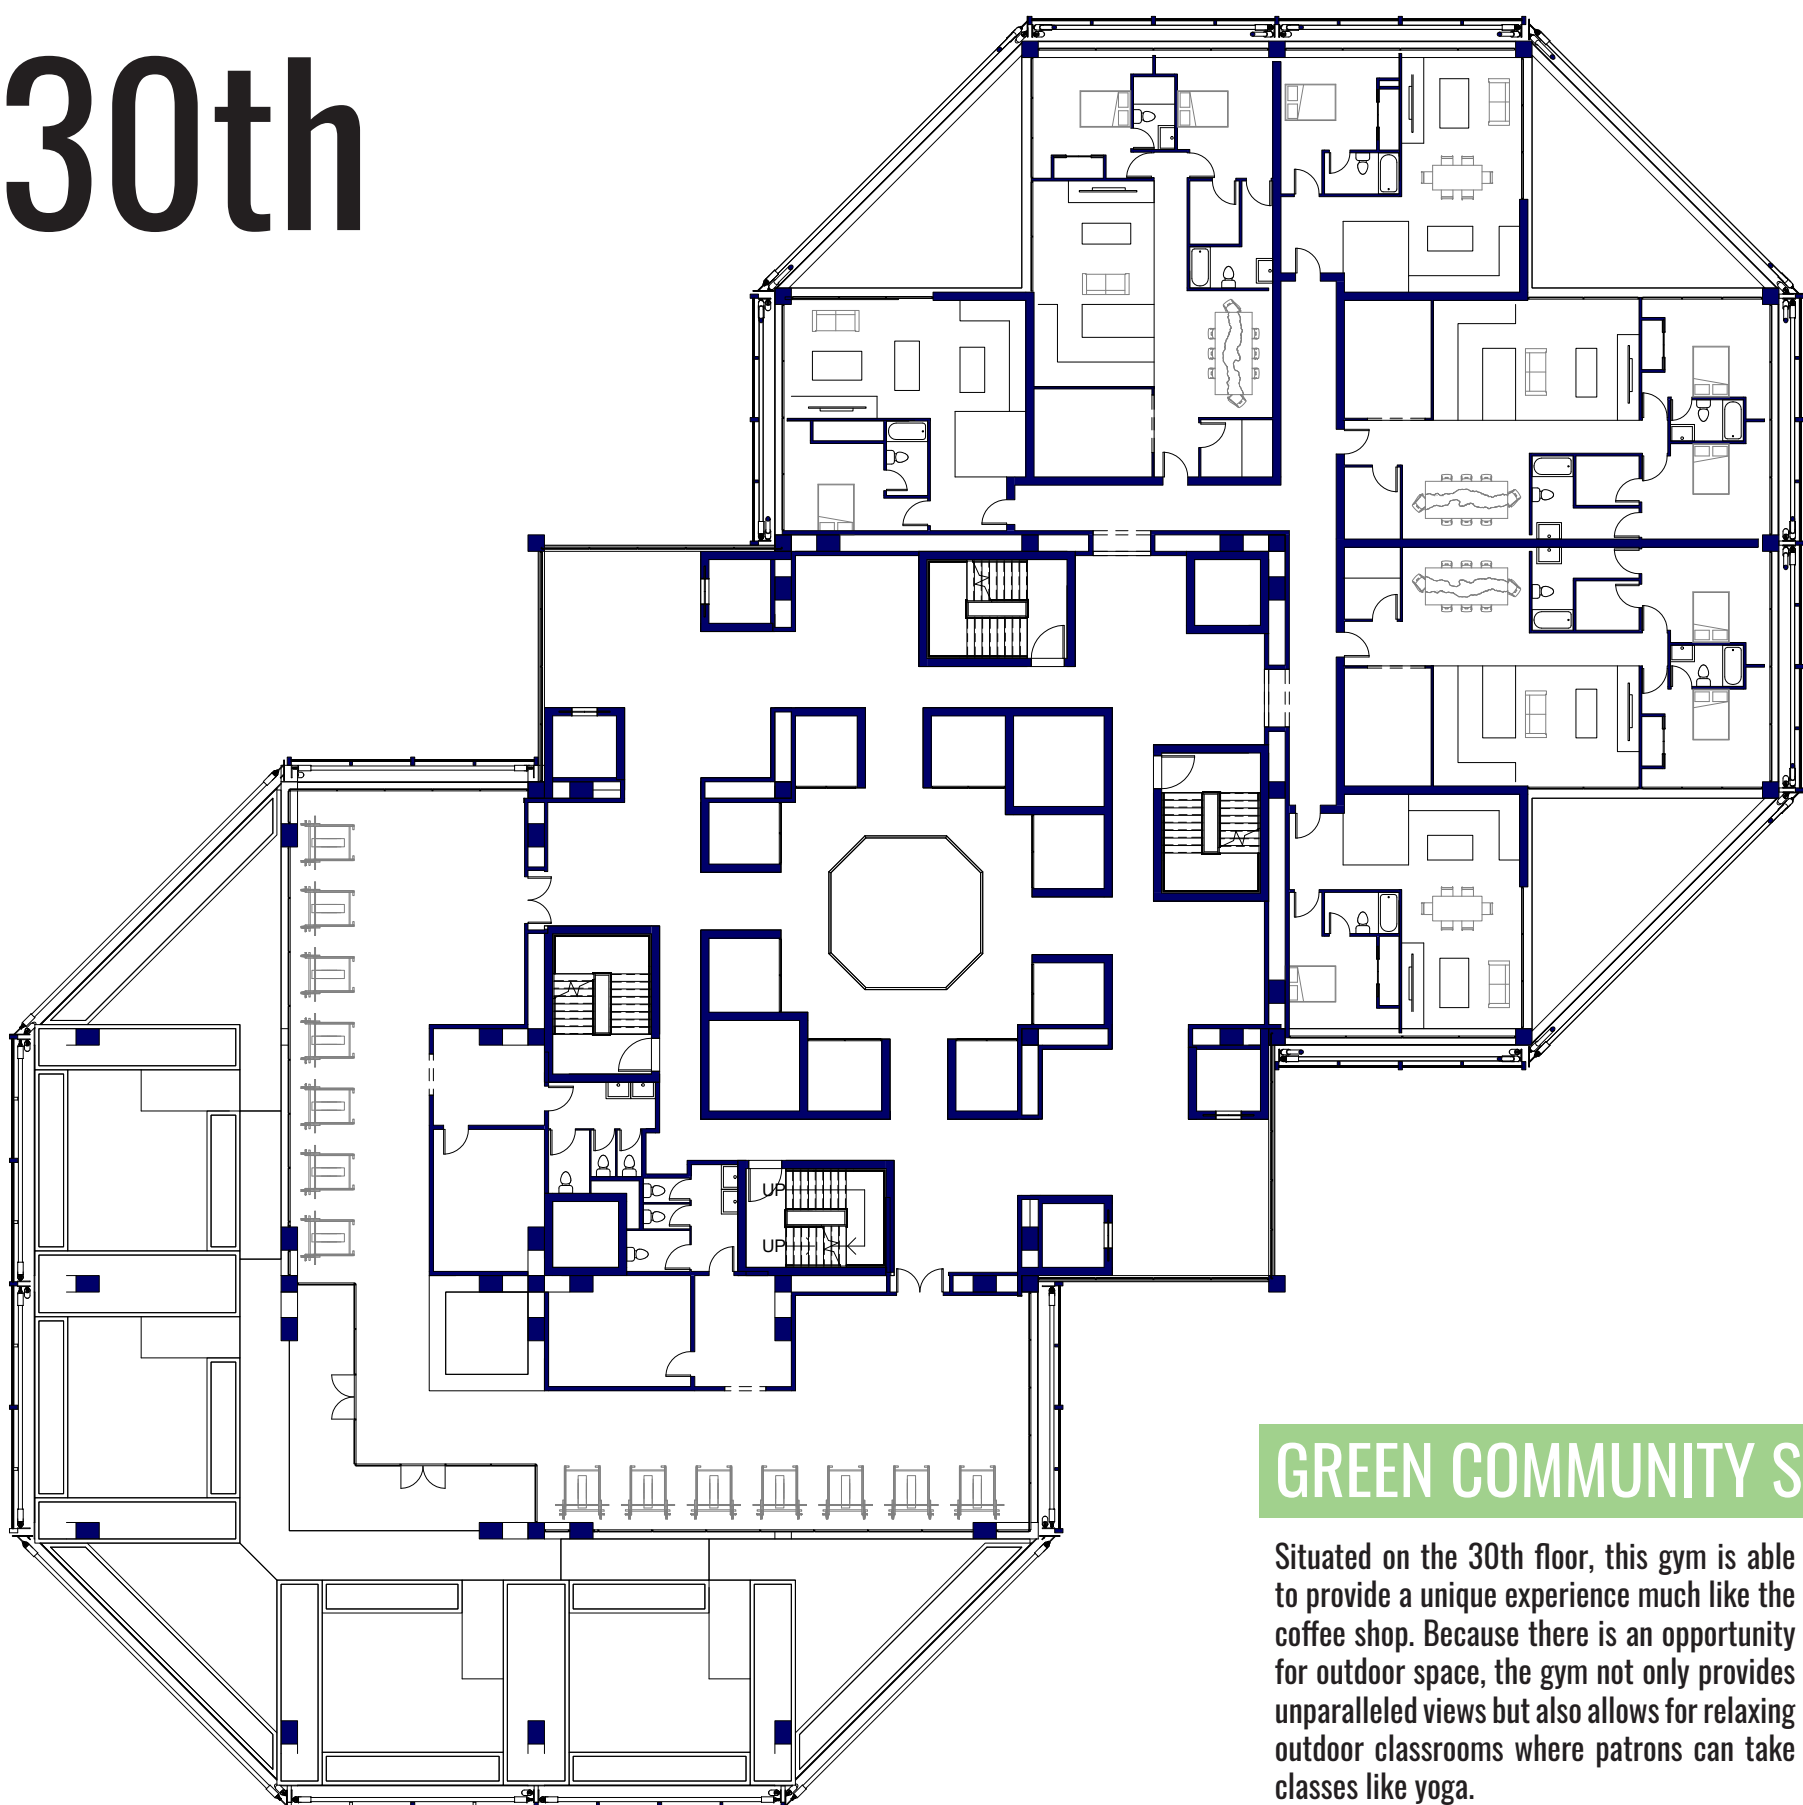 30th
UP
UP
GREEN COMMUNITY S
Situated on the 30th floor, this gym is able
to provide a unique experience much like the
coffee shop. Because there is an opportunity
for outdoor space, the gym not only provides
unparalleled views but also allows for relaxing
outdoor classrooms where patrons can take
classes like yoga.